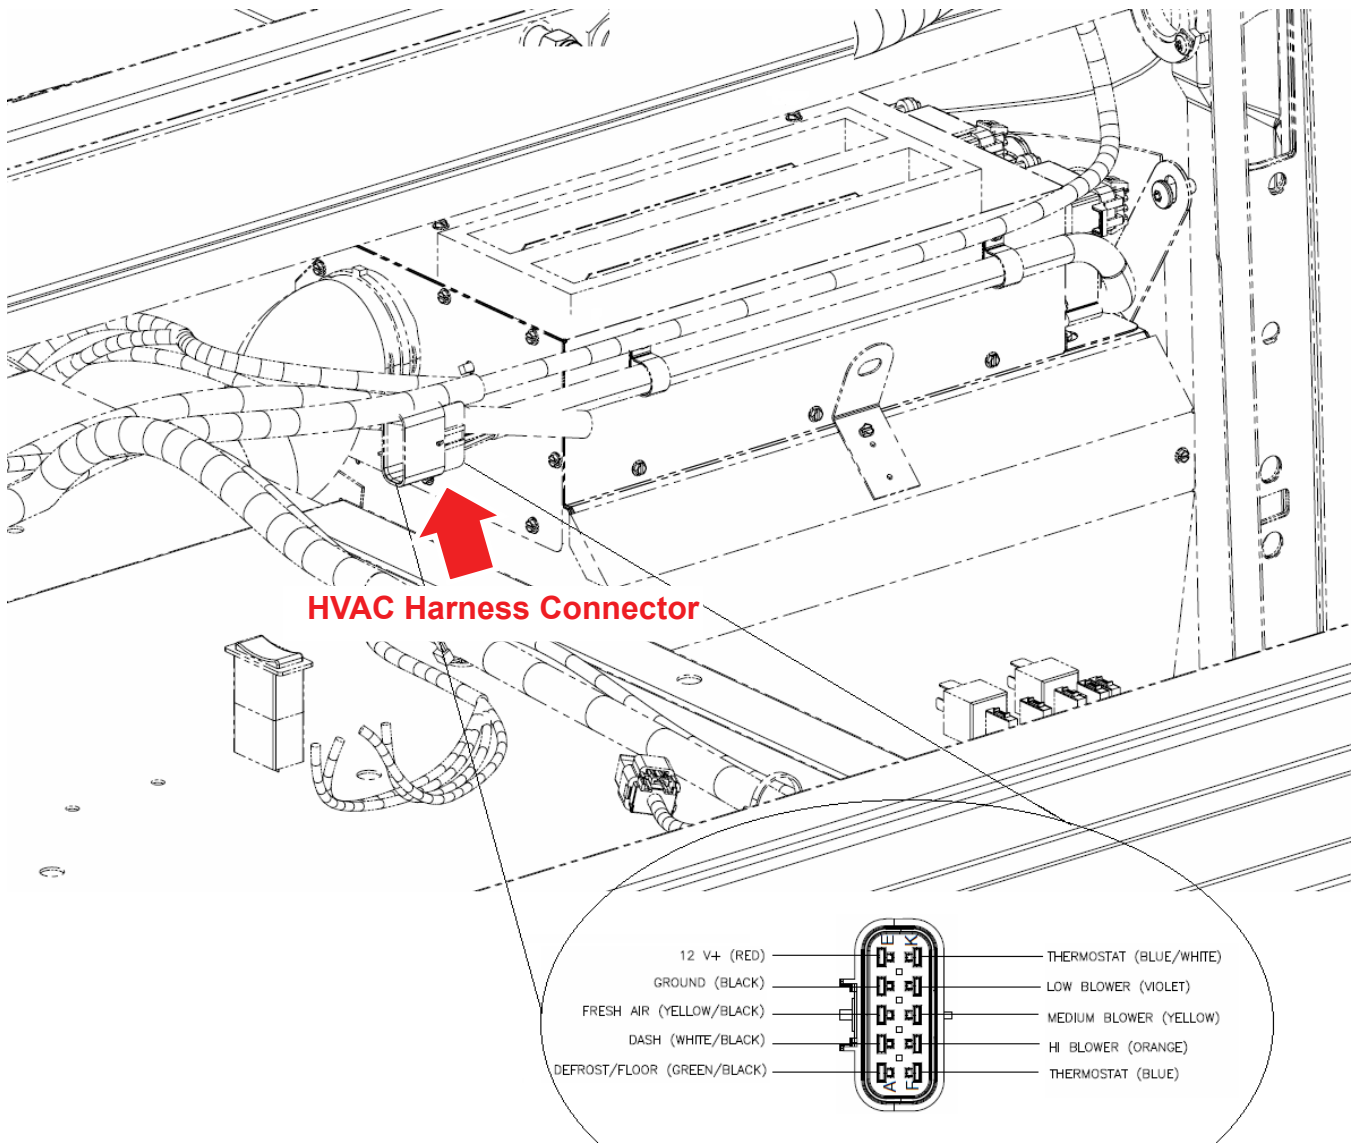 HVAC Harness Connector
E K
12 V+ (RED)
THERMOSTAT (BLUE/WHITE)
GROUND (BLACK)
LOW BLOWER (VIOLET)
FRESH AIR (YELLOW/BLACK)
MEDIUM BLOWER (YELLOW)
DASH (WHITE/BLACK)
HI BLOWER (ORANGE)
DEFROST/FLOOR (GREEN/BLACK)
THERMOSTAT (BLUE)
A F